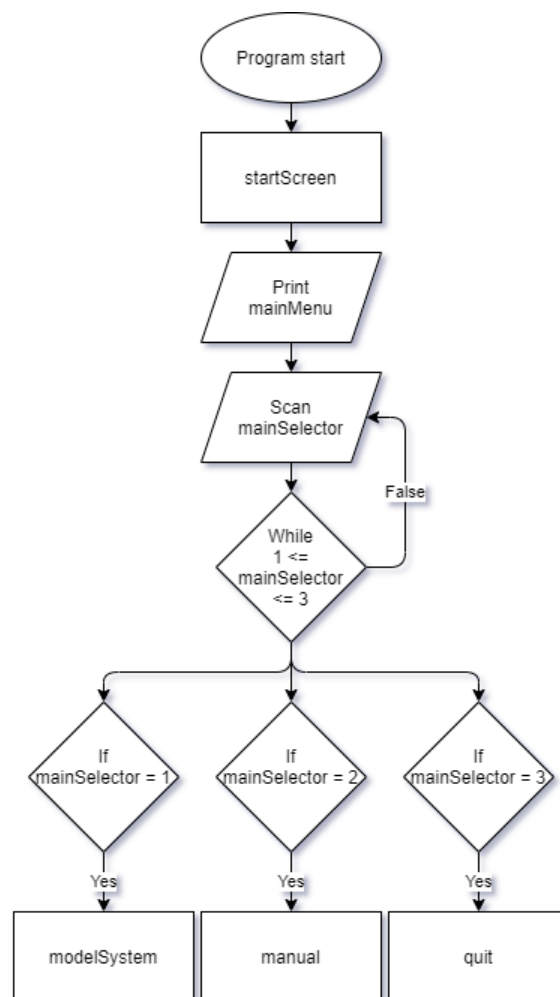 Program start
startScreen
Print
mainMenu
Scan
mainSelector
False
While
1 <=
mainSelector
<= 3
If
mainSelector = 1
If
mainSelector = 2
If
mainSelector = 3
Yes
Yes
Yes
modelSystem
manual
quit